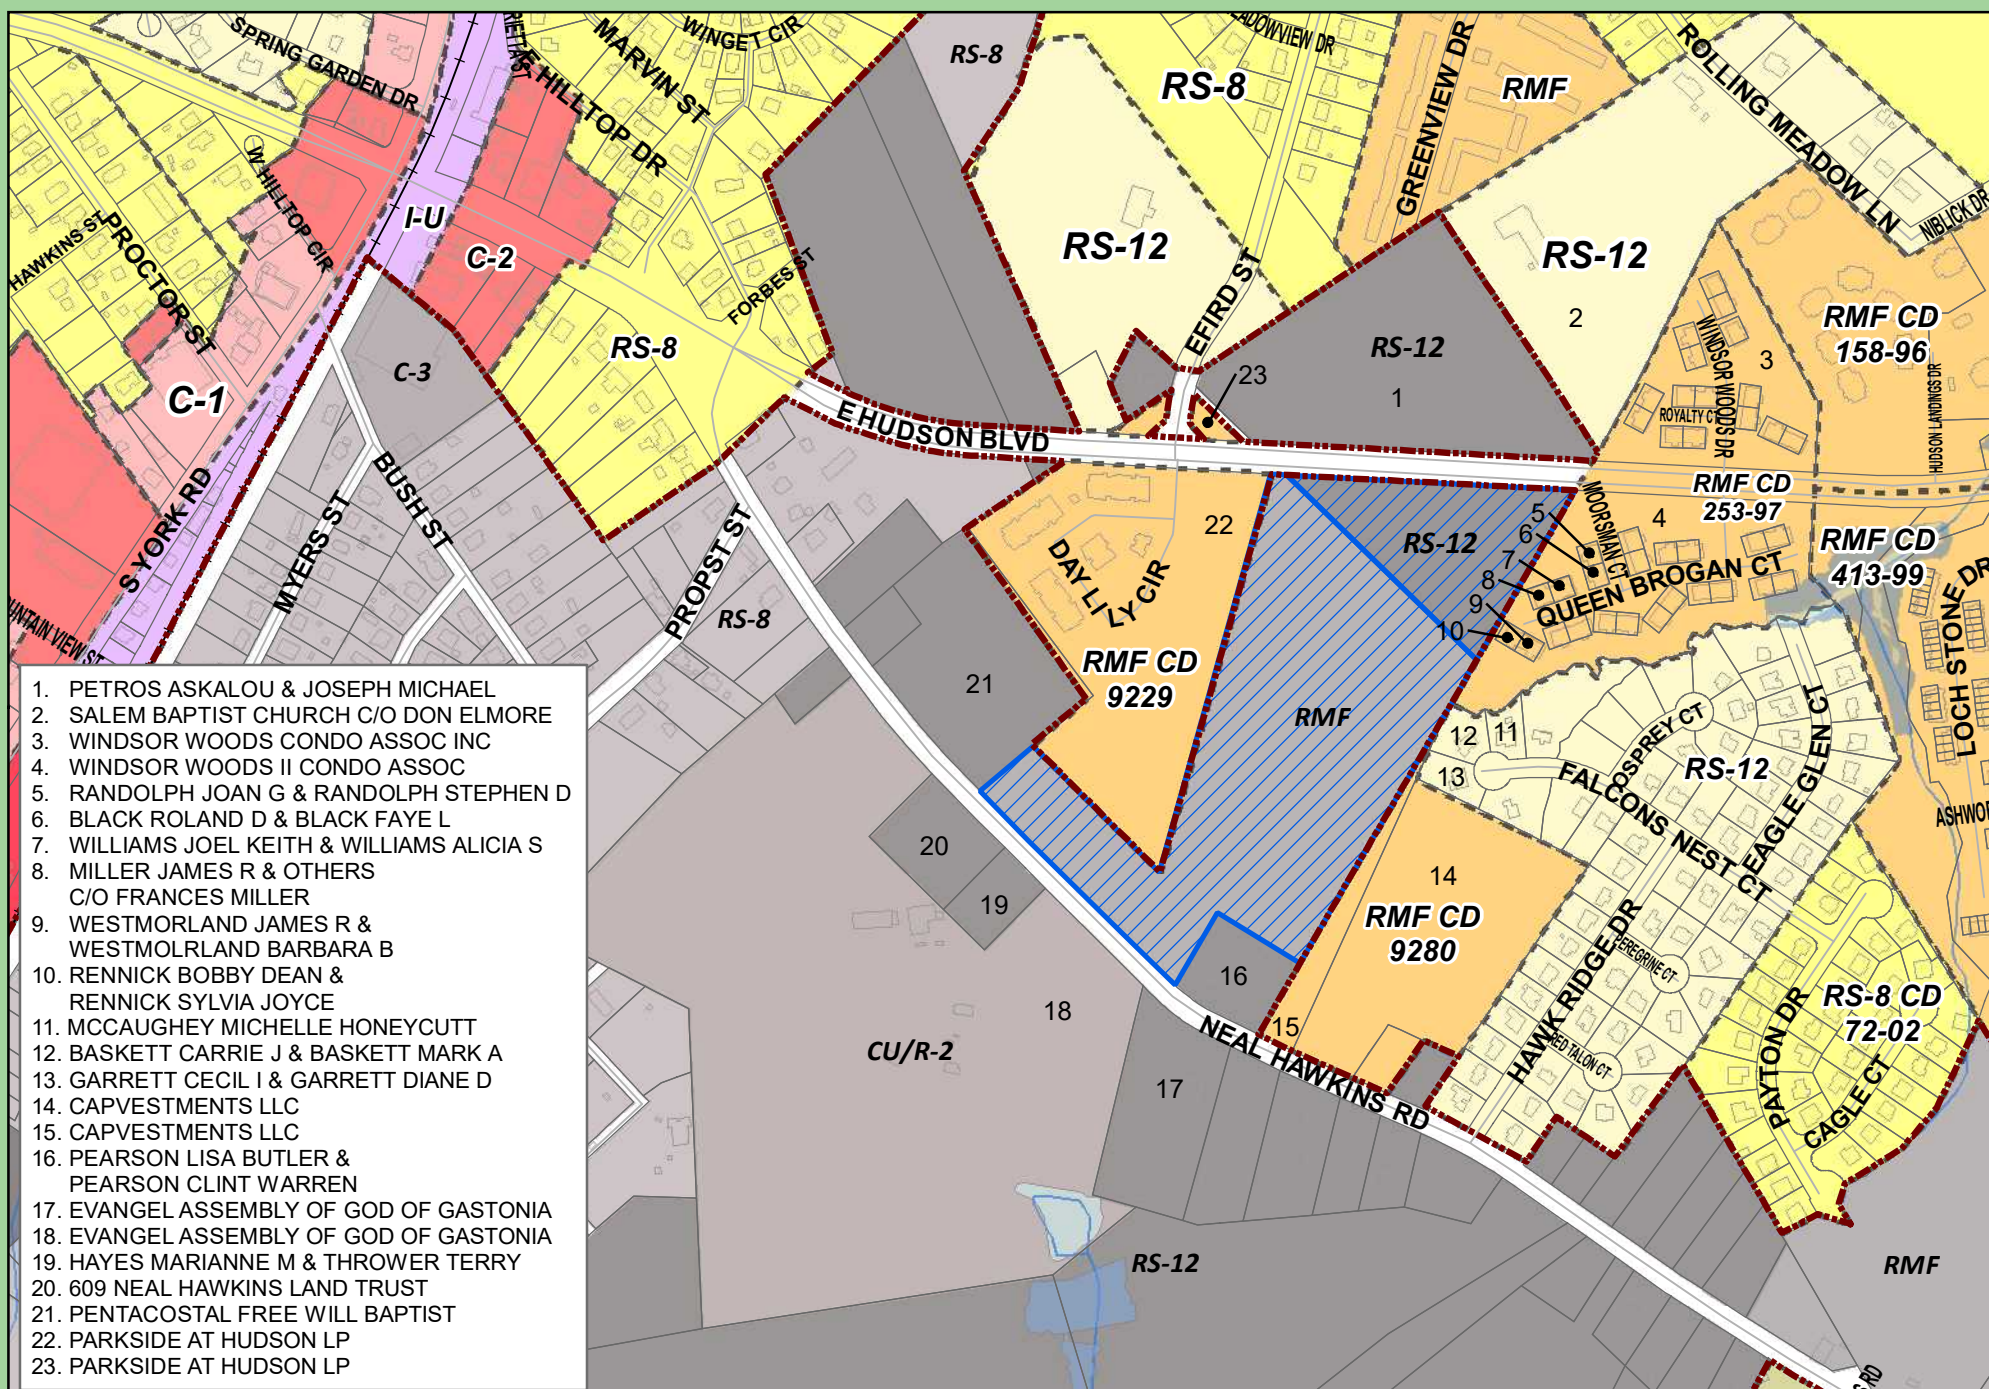 SPRING GARDEN DR
E HILLTOP DR
MARVIN ST
WINGET CIR
RS-8
RS-8
GREENVIEW DR
RMF
ROLLING MEADOW LN
NIBLICK DR
HAWKINS ST
PROCTOR ST
W HILLTOP CIR
I-U
C-2
FORBES ST
RS-8
RS-12
EFIRD ST
RS-12
1
RS-12
2
RMF CD
158-96
HUDSON LANDINGS DR
C-1
C-3
E HUDSON BLVD
23
WINDSOR WOODS DR
3
ROYALTY CT
RMF CD
253-97
RMF CD
413-99
S YORK RD
MYERS ST
BUSH ST
PROPST ST
RS-8
22
DAY LILY CIR
RMF CD
9229
21
RS-12
RMF
MOORSMAN CT
4
5
6
7
8
9
10
QUEEN BROGAN CT
LOCH STONE DR
12
11
13
OSPREY CT
FALCONS NEST CT
RS-12
EAGLE GLEN CT
20
19
18
CU/R-2
16
17
NEAL HAWKINS RD
15
14
RMF CD
9280
HAWK RIDGE DR
PEREGRINE CT
RED TALON CT
RS-8 CD
72-02
PAYTON DR
CAGLE CT
RS-12
RMF
RD
1. PETROS ASKALOU & JOSEPH MICHAEL
2. SALEM BAPTIST CHURCH C/O DON ELMORE
3. WINDSOR WOODS CONDO ASSOC INC
4. WINDSOR WOODS II CONDO ASSOC
5. RANDOLPH JOAN G & RANDOLPH STEPHEN D
6. BLACK ROLAND D & BLACK FAYE L
7. WILLIAMS JOEL KEITH & WILLIAMS ALICIA S
8. MILLER JAMES R & OTHERS
C/O FRANCES MILLER
9. WESTMORLAND JAMES R &
WESTMOLRLAND BARBARA B
10. RENNICK BOBBY DEAN &
RENNICK SYLVIA JOYCE
11. MCCAUGHEY MICHELLE HONEYCUTT
12. BASKETT CARRIE J & BASKETT MARK A
13. GARRETT CECIL I & GARRETT DIANE D
14. CAPVESTMENTS LLC
15. CAPVESTMENTS LLC
16. PEARSON LISA BUTLER &
PEARSON CLINT WARREN
17. EVANGEL ASSEMBLY OF GOD OF GASTONIA
18. EVANGEL ASSEMBLY OF GOD OF GASTONIA
19. HAYES MARIANNE M & THROWER TERRY
20. 609 NEAL HAWKINS LAND TRUST
21. PENTACOSTAL FREE WILL BAPTIST
22. PARKSIDE AT HUDSON LP
23. PARKSIDE AT HUDSON LP